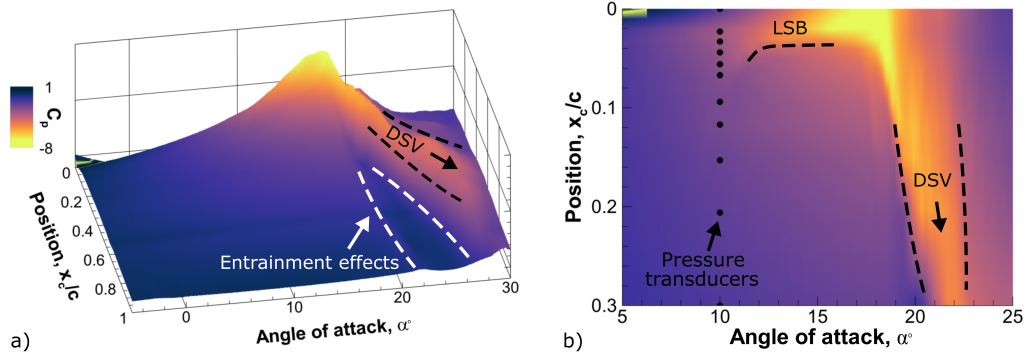 1
C
p
-8
0
0.2
0.4
0.6
0.8
1
Position, x_c/c
0
10
20
30
Angle of attack, α°
DSV
Entrainment effects
a)
0
0.1
0.2
0.3
Position, x_c/c
5
10
15
20
25
Angle of attack, α°
LSB
DSV
Pressure
transducers
b)